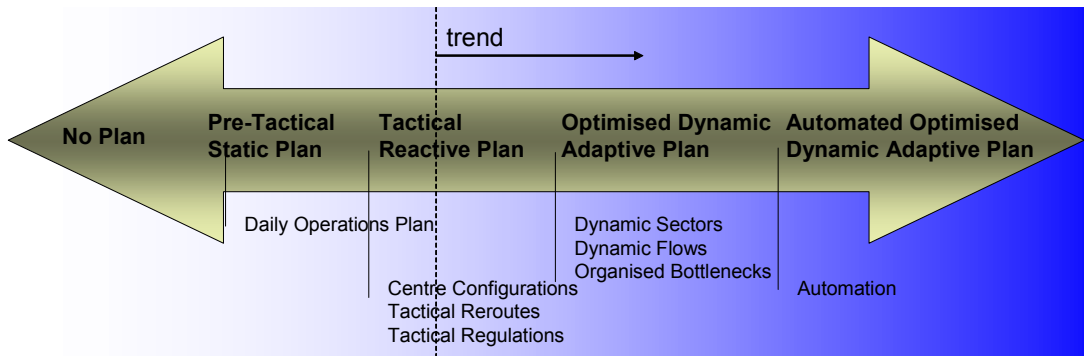 trend
No Plan
Pre-Tactical
Static Plan
Tactical
Reactive Plan
Optimised Dynamic
Adaptive Plan
Automated Optimised
Dynamic Adaptive Plan
Daily Operations Plan
Centre Configurations
Tactical Reroutes
Tactical Regulations
Dynamic Sectors
Dynamic Flows
Organised Bottlenecks
Automation